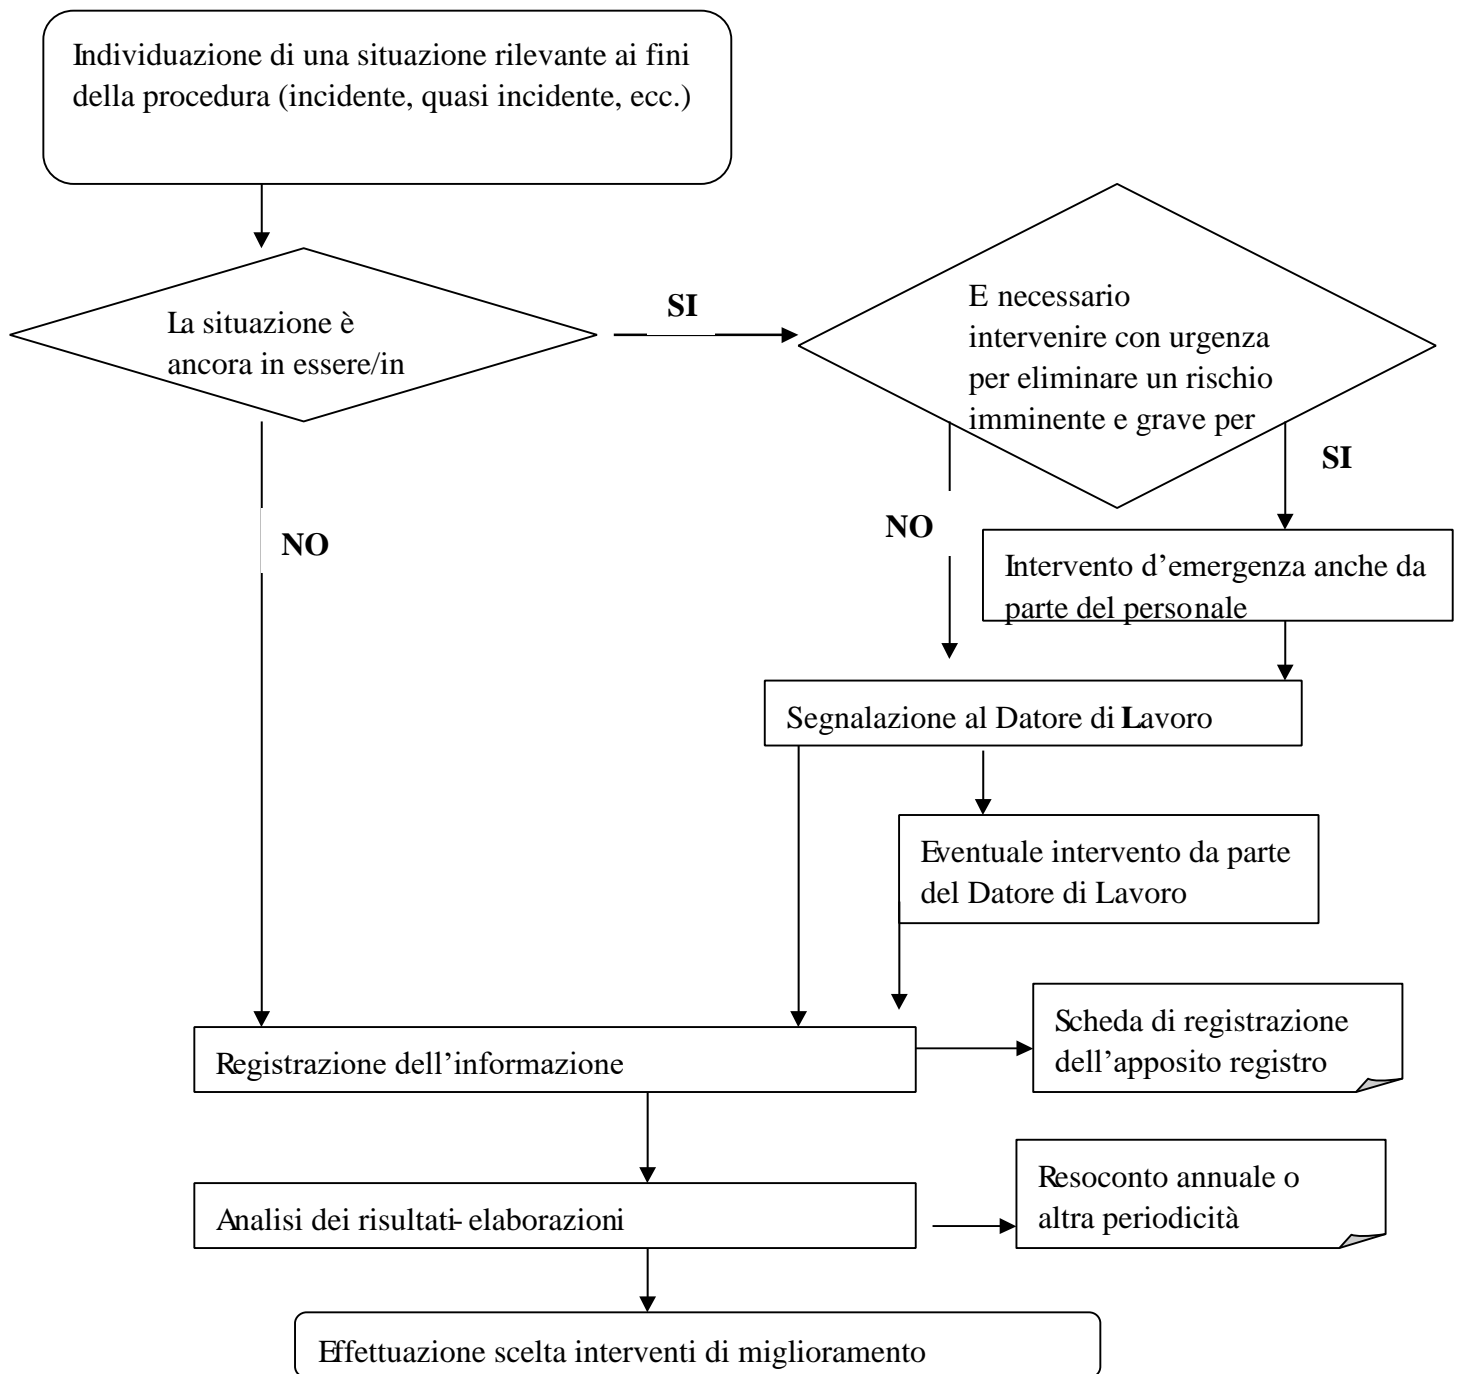 Individuazione di una situazione rilevante ai fini
della procedura (incidente, quasi incidente, ecc.)
La situazione è
ancora in essere/in
SI
E necessario
intervenire con urgenza
per eliminare un rischio
imminente e grave per
SI
NO
NO
Intervento d’emergenza anche da
parte del personale
Segnalazione al Datore di Lavoro
Eventuale intervento da parte
del Datore di Lavoro
Scheda di registrazione
dell’apposito registro
Registrazione dell’informazione
Resoconto annuale o
altra periodicità
Analisi dei risultati- elaborazioni
Effettuazione scelta interventi di miglioramento